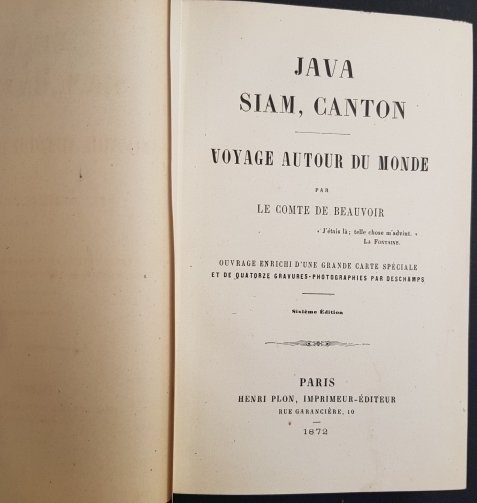 JAVA
SIAM, CANTON
VOYAGE AUTOUR DU MONDE
PAR
LE COMTE DE BEAUVOIR
« J'étais là; telle chose m'advint. »
LA FONTAINE.
OUVRAGE ENRICHI D'UNE GRANDE CARTE SPÉCIALE
ET DE QUATORZE GRAVURES-PHOTOGRAPHIES PAR DESCHAMPS
Sixième Édition
PARIS
HENRI PLON, IMPRIMEUR-ÉDITEUR
RUE GARANCIÈRE, 10
1872